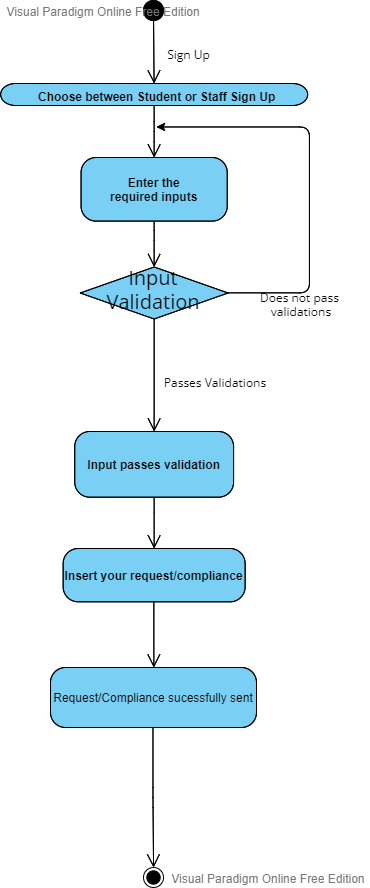 Visual Paradigm Online Free Edition
Sign Up
Choose between Student or Staff Sign Up
Enter the
required inputs
Input
Validation
Does not pass
validations
Passes Validations
Input passes validation
Insert your request/compliance
Request/Compliance sucessfully sent
Visual Paradigm Online Free Edition